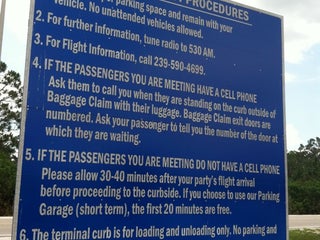 PROCEDURES
parking space and remain with your
vehicle. No unattended vehicles allowed.
2. For further information, tune radio to 530 AM.
3. For Flight Information, call 239-590-4699.
4. IF THE PASSENGERS YOU ARE MEETING HAVE A CELL PHONE
Ask them to call you when they are standing on the curb outside of
Baggage Claim with their luggage. Baggage Claim exit doors are
numbered. Ask your passenger to tell you the number of the door at
which they are waiting.
5. IF THE PASSENGERS YOU ARE MEETING DO NOT HAVE A CELL PHONE
Please allow 30-40 minutes after your party's flight arrival
before proceeding to the curbside. If you choose to use our Parking
Garage (short term), the first 20 minutes are free.
6. The terminal curb is for loading and unloading only. No parking and